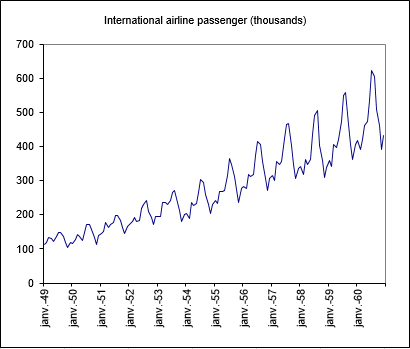 International airline passenger (thousands)
700
600
500
400
300
200
100
0
janv.-49
janv.-50
janv.-51
janv.-52
janv.-53
janv.-54
janv.-55
janv.-56
janv.-57
janv.-58
janv.-59
janv.-60